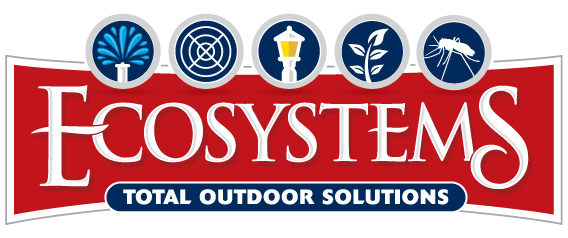 ECOSYSTEMS
TOTAL OUTDOOR SOLUTIONS